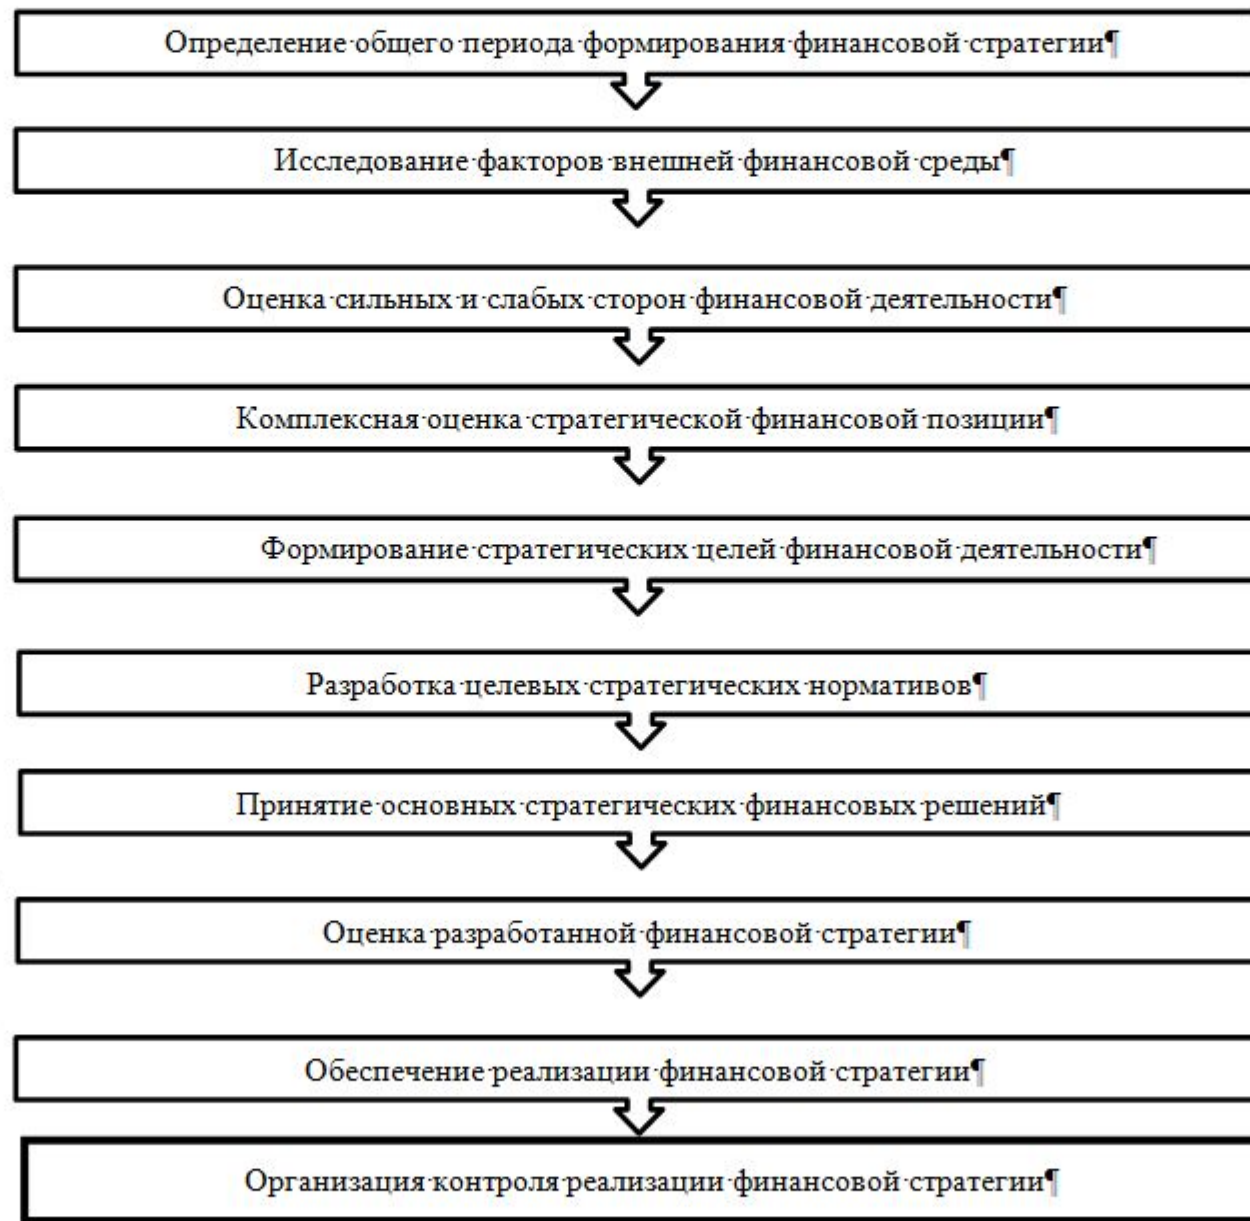 Определение·общего·периода·формирования·финансовой·стратегии¶
Исследование·факторов·внешней·финансовой·среды¶
Оценка·сильных·и·слабых·сторон·финансовой·деятельности¶
Комплексная·оценка·стратегической·финансовой·позиции¶
Формирование·стратегических·целей·финансовой·деятельности¶
Разработка·целевых·стратегических·нормативов¶
Принятие·основных·стратегических·финансовых·решений¶
Оценка·разработанной·финансовой·стратегии¶
Обеспечение·реализации·финансовой·стратегии¶
Организация·контроля·реализации·финансовой·стратегии¶